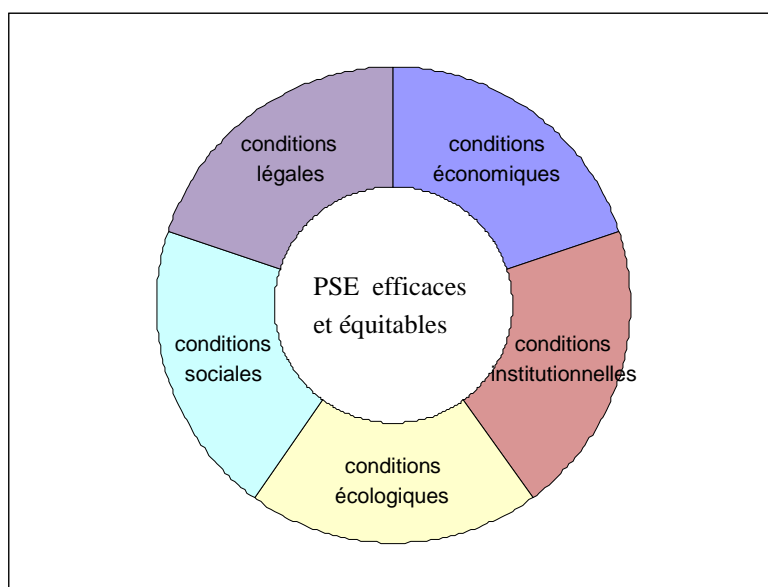 conditions
légales
conditions
économiques
PSE efficaces
et équitables
conditions
sociales
conditions
institutionnelles
conditions
écologiques